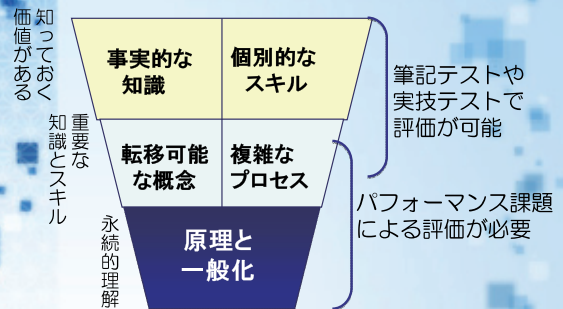 知っておく
価値がある
事実的な
知識
個別的な
スキル
筆記テストや
実技テストで
評価が可能
重要な
知識とスキル
転移可能
な概念
複雑な
プロセス
パフォーマンス課題
による評価が必要
永続的理解
原理と
一般化